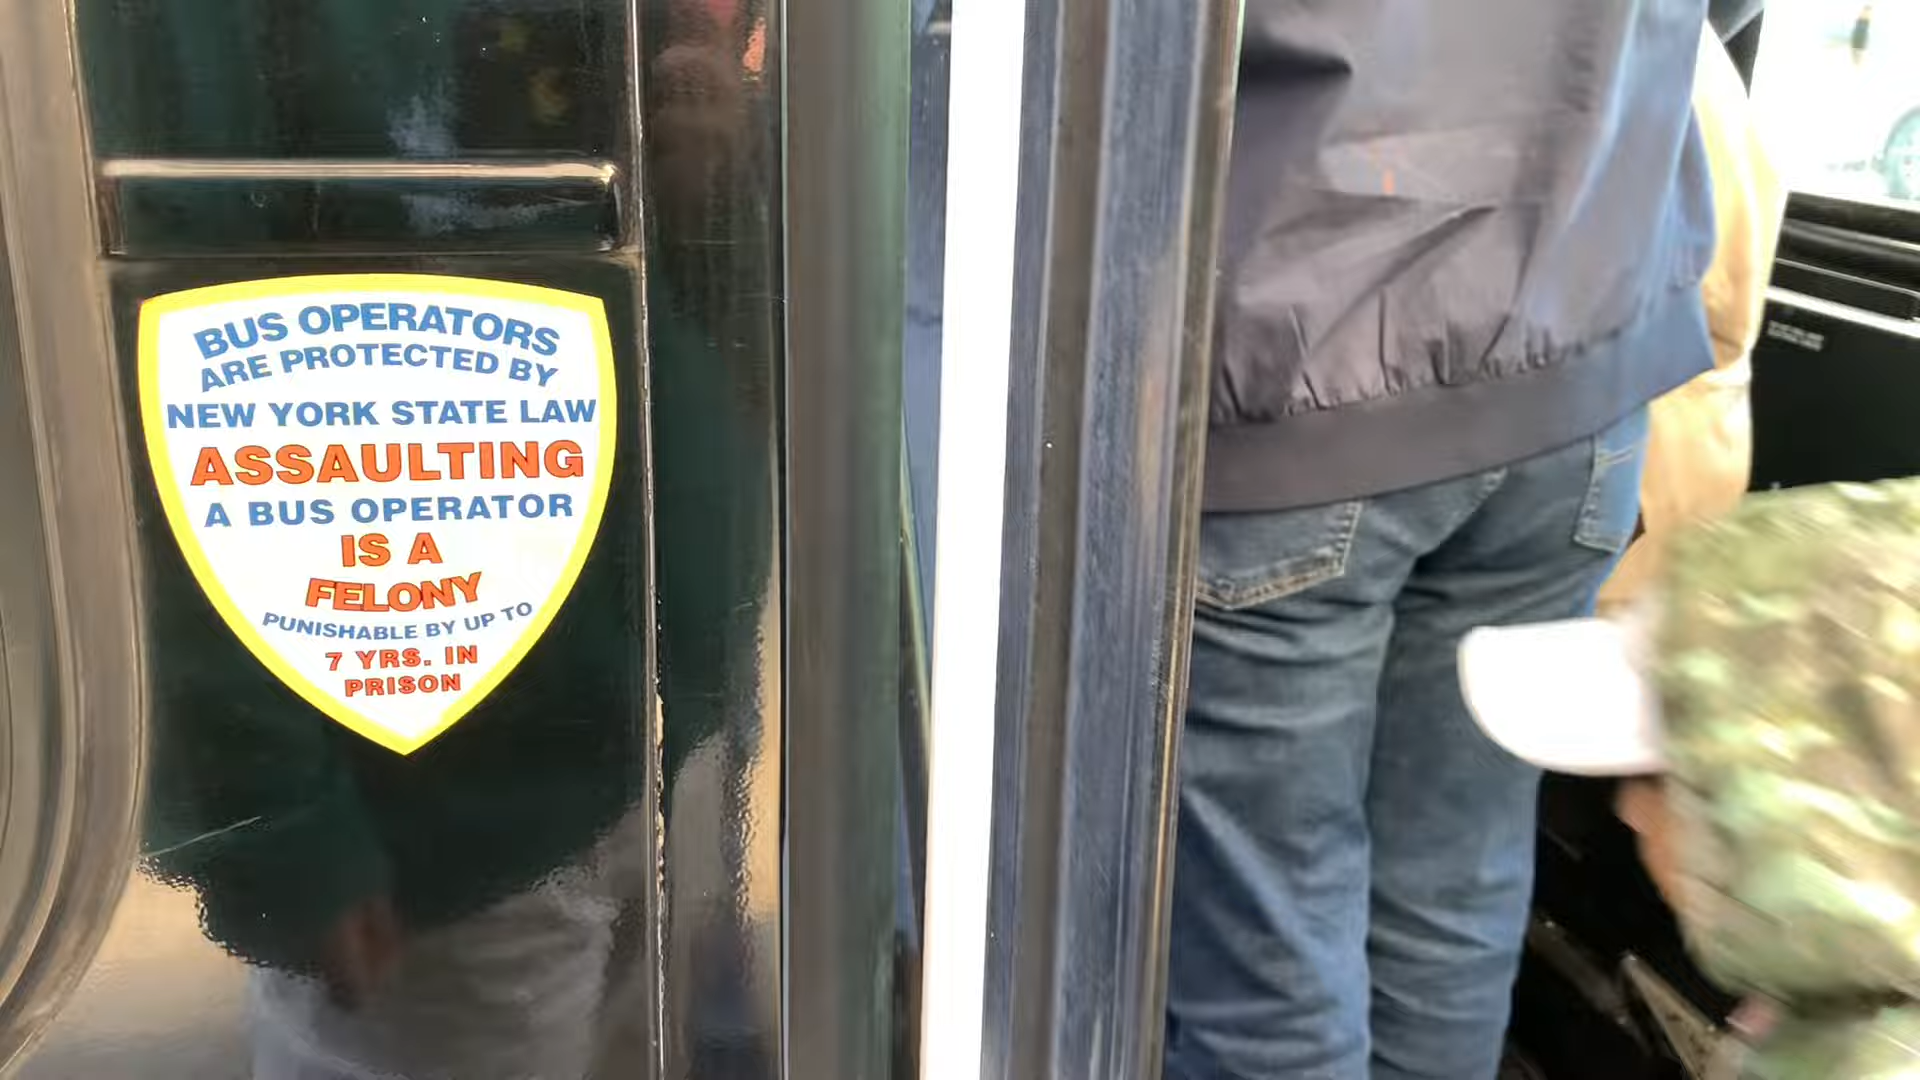 BUS OPERATORS
ARE PROTECTED BY
NEW YORK STATE LAW
ASSAULTING
A BUS OPERATOR
IS A
FELONY
PUNISHABLE BY UP TO
7 YRS. IN
PRISON